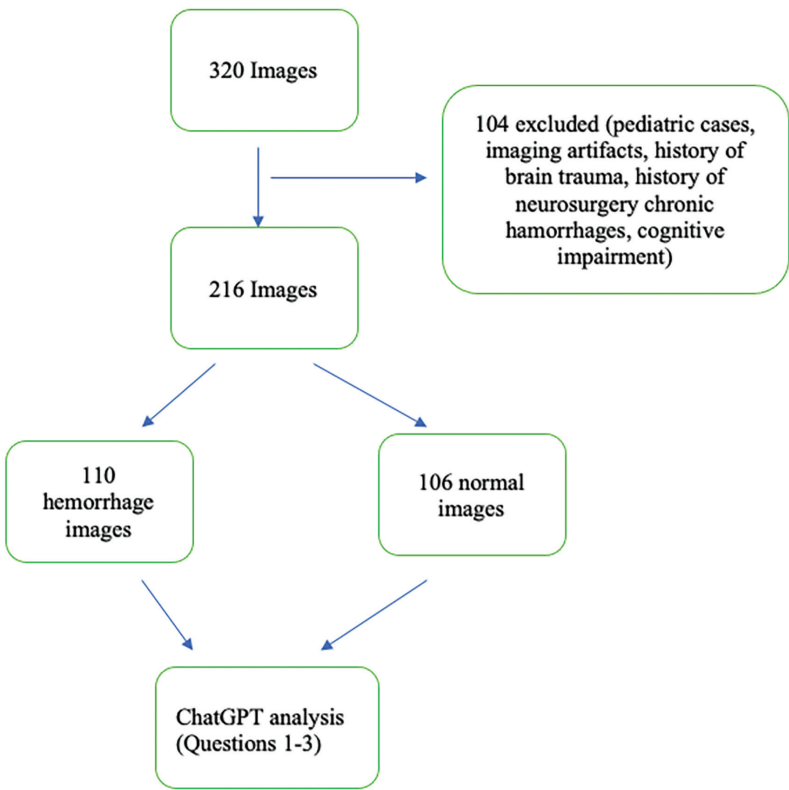 320 Images
104 excluded (pediatric cases,
imaging artifacts, history of
brain trauma, history of
neurosurgery chronic
hamorrhages, cognitive
impairment)
216 Images
110
hemorrhage
images
106 normal
images
ChatGPT analysis
(Questions 1-3)